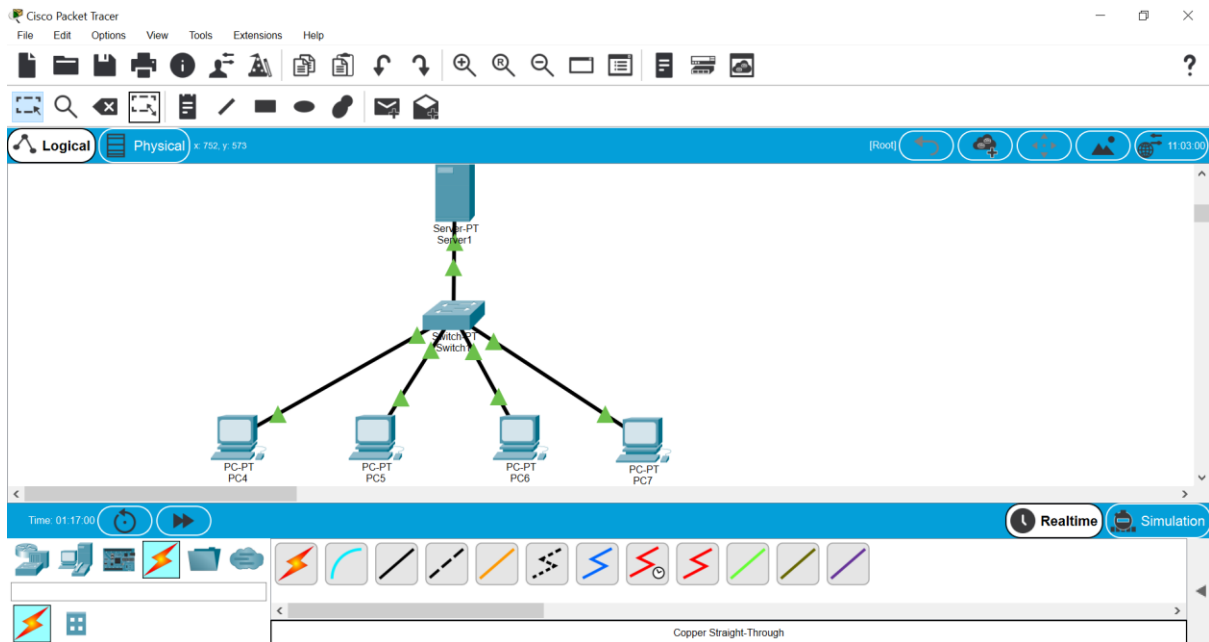 Cisco Packet Tracer
File Edit Options View Tools Extensions Help
R
?
Logical Physical x: 752, y: 573 [Root] 11:03:00
Server-PT
Server1
Switch-PT
Switch1
PC-PT PC-PT PC-PT PC-PT
PC4 PC5 PC6 PC7
Time: 01:17:00 Realtime Simulation
Copper Straight-Through